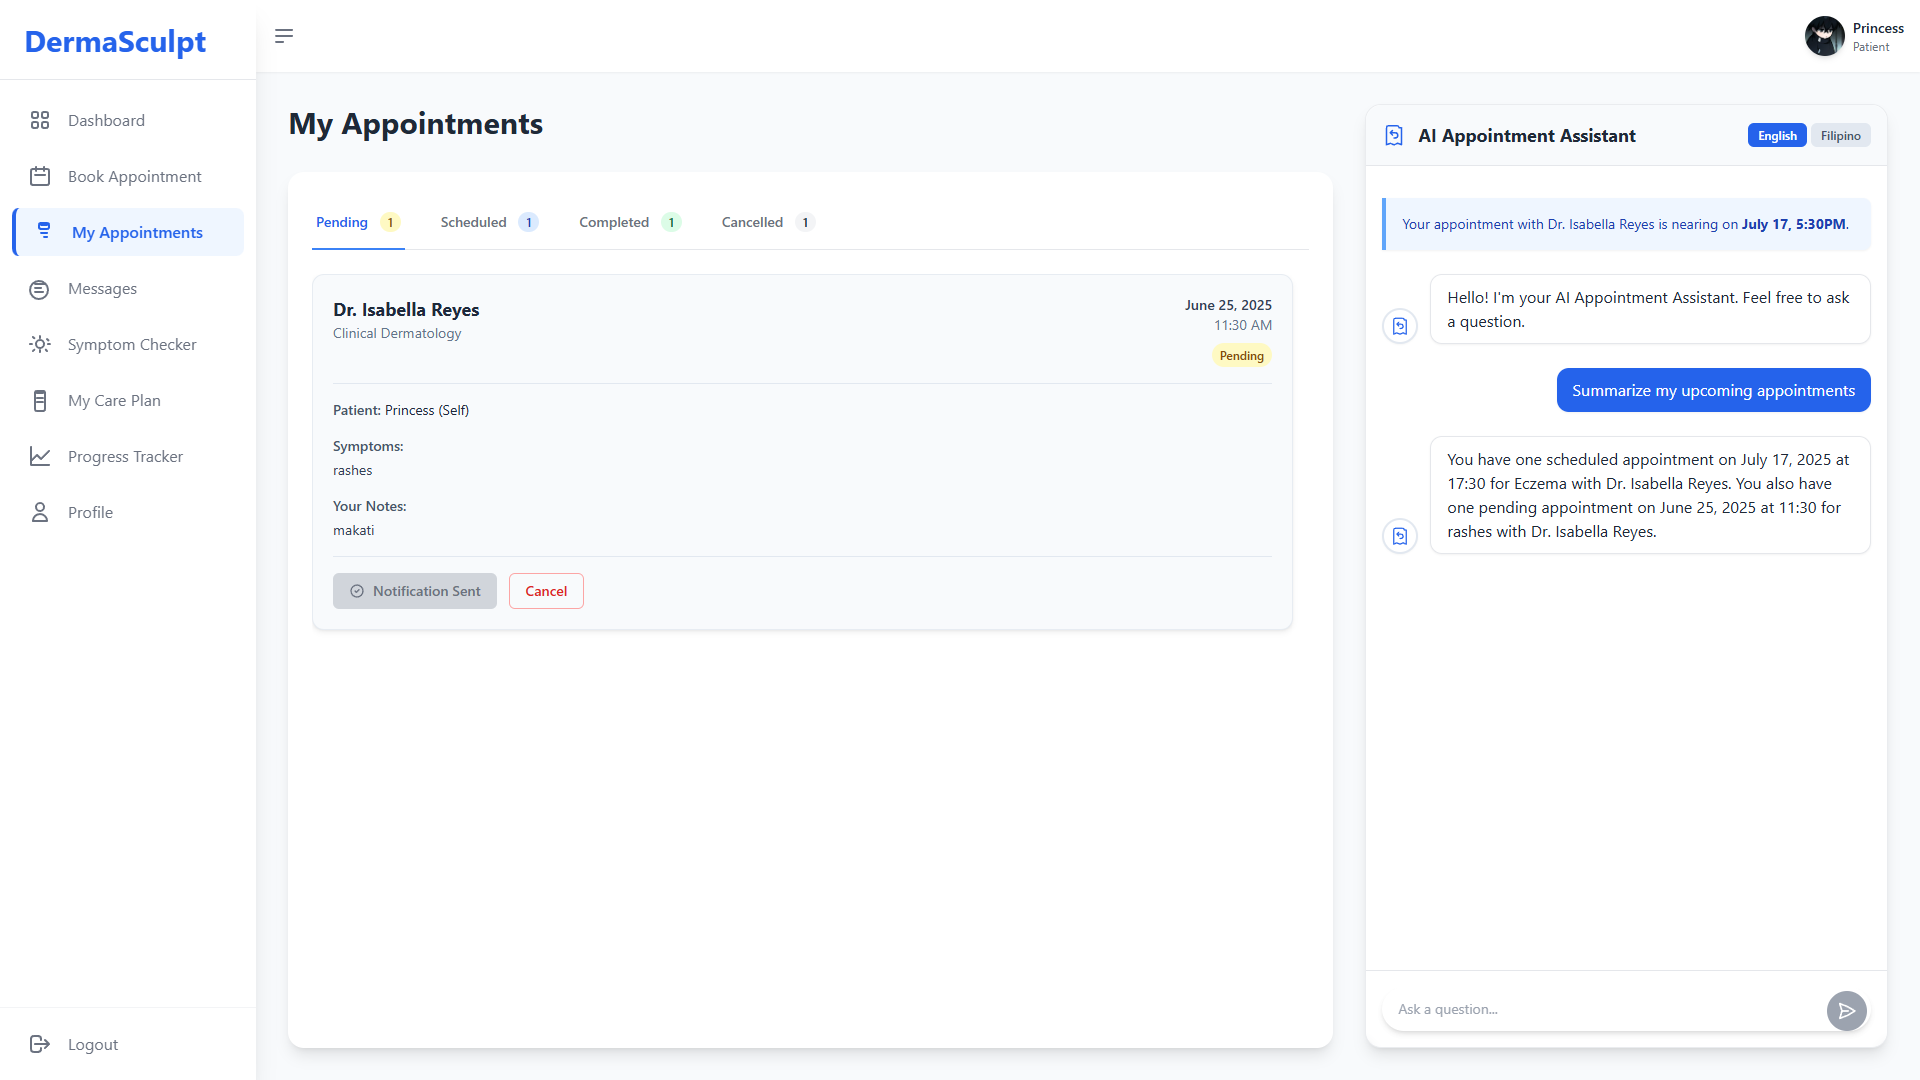 DermaSculpt
Dashboard
Book Appointment
My Appointments
Messages
Symptom Checker
My Care Plan
Progress Tracker
Profile
Logout
Princess
Patient
My Appointments
Pending 1 Scheduled 1 Completed 1 Cancelled 1
Dr. Isabella Reyes
Clinical Dermatology
June 25, 2025
11:30 AM
Pending
Patient: Princess (Self)
Symptoms:
rashes
Your Notes:
makati
Notification Sent Cancel
AI Appointment Assistant English Filipino
Your appointment with Dr. Isabella Reyes is nearing on July 17, 5:30PM.
Hello! I'm your AI Appointment Assistant. Feel free to ask
a question.
Summarize my upcoming appointments
You have one scheduled appointment on July 17, 2025 at
17:30 for Eczema with Dr. Isabella Reyes. You also have
one pending appointment on June 25, 2025 at 11:30 for
rashes with Dr. Isabella Reyes.
Ask a question...